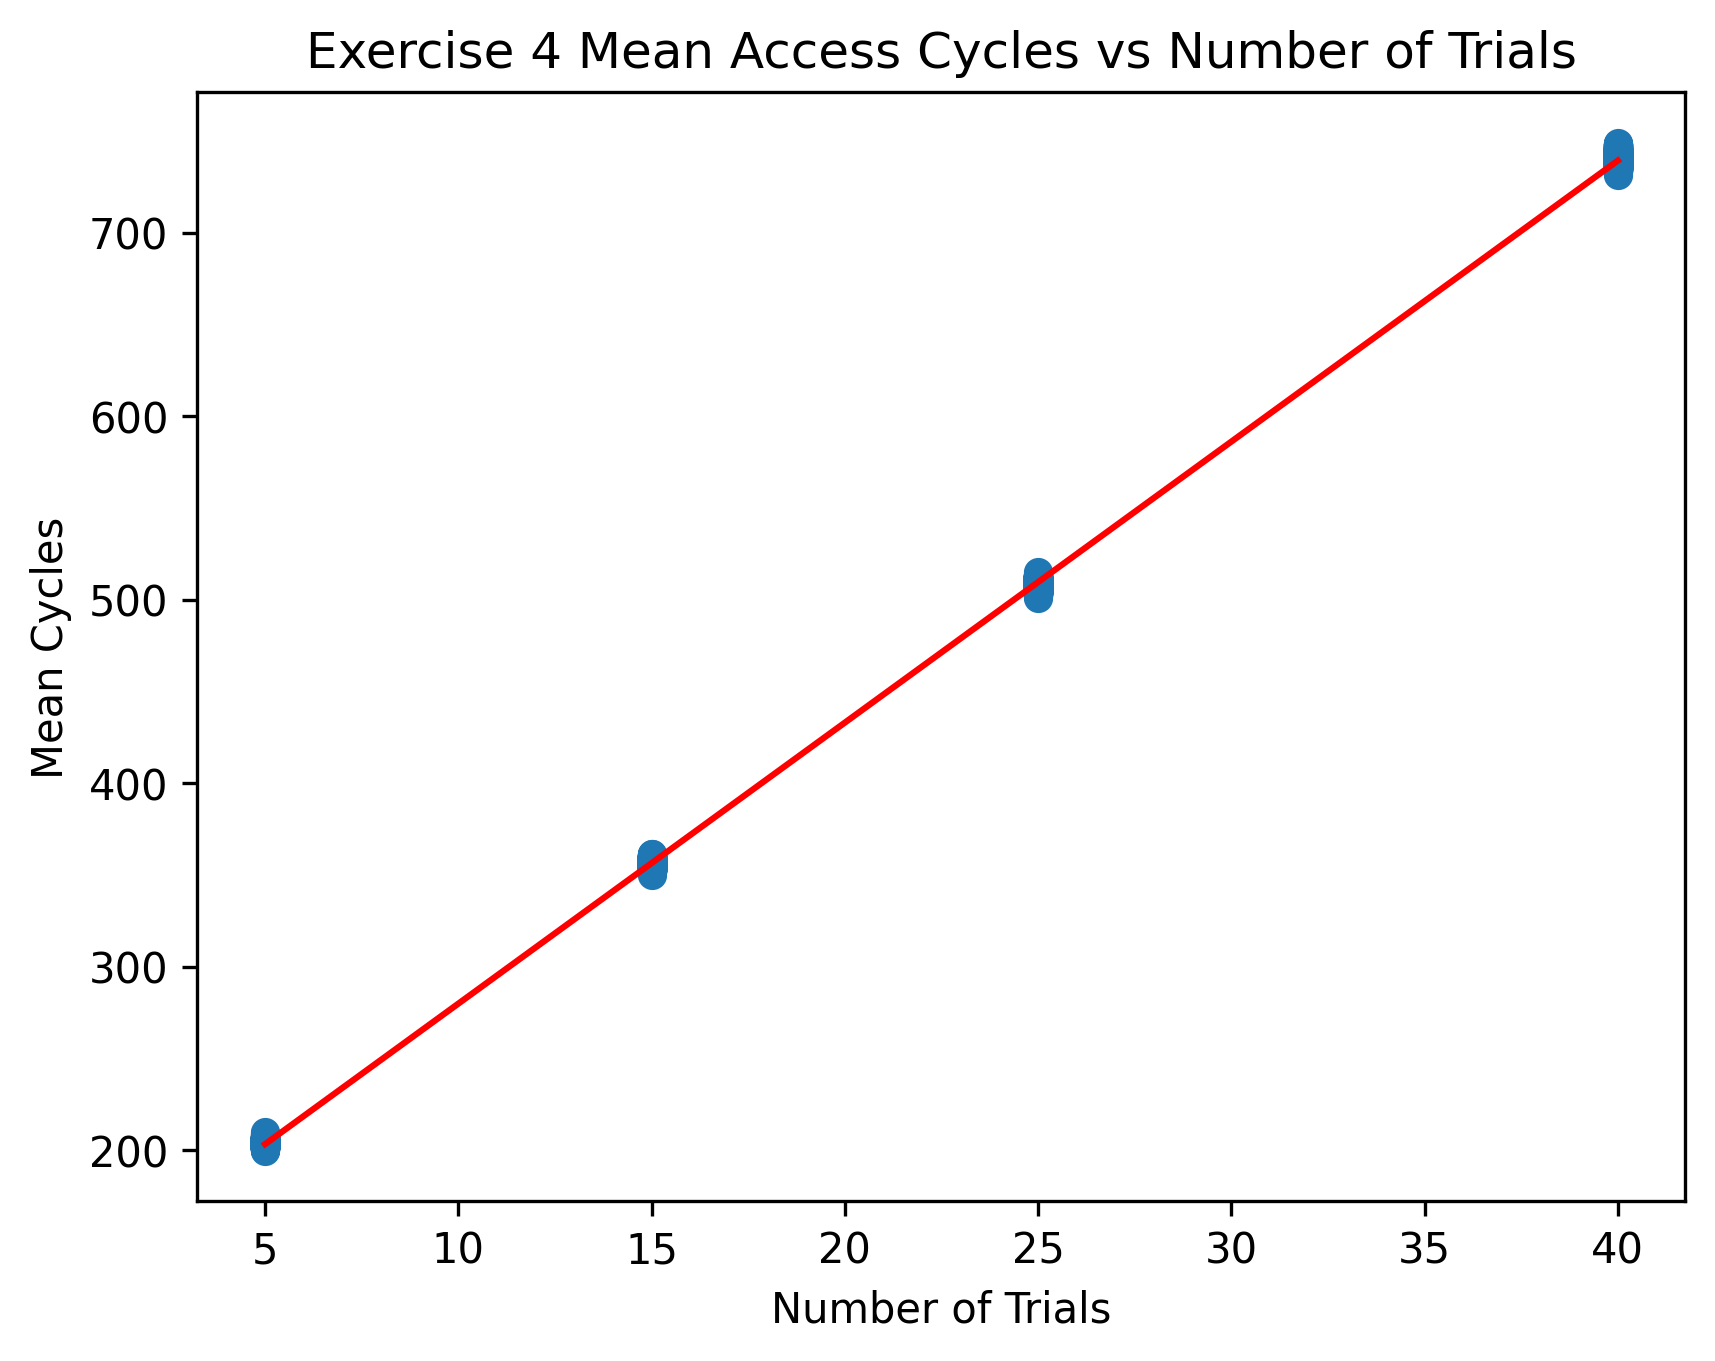 Exercise 4 Mean Access Cycles vs Number of Trials
Mean Cycles
700
600
500
400
300
200
5 10 15 20 25 30 35 40
Number of Trials